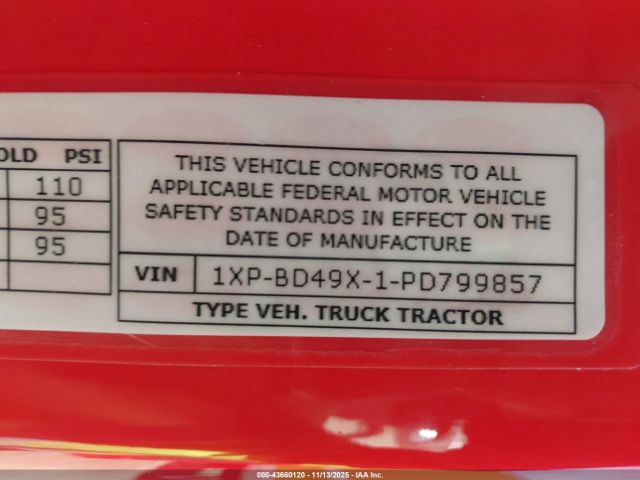 OLD PSI
110
95
95
THIS VEHICLE CONFORMS TO ALL
APPLICABLE FEDERAL MOTOR VEHICLE
SAFETY STANDARDS IN EFFECT ON THE
DATE OF MANUFACTURE
VIN 1XP-BD49X-1-PD799857
TYPE VEH. TRUCK TRACTOR
000-43660120 - 11/13/2025 - IAA Inc.